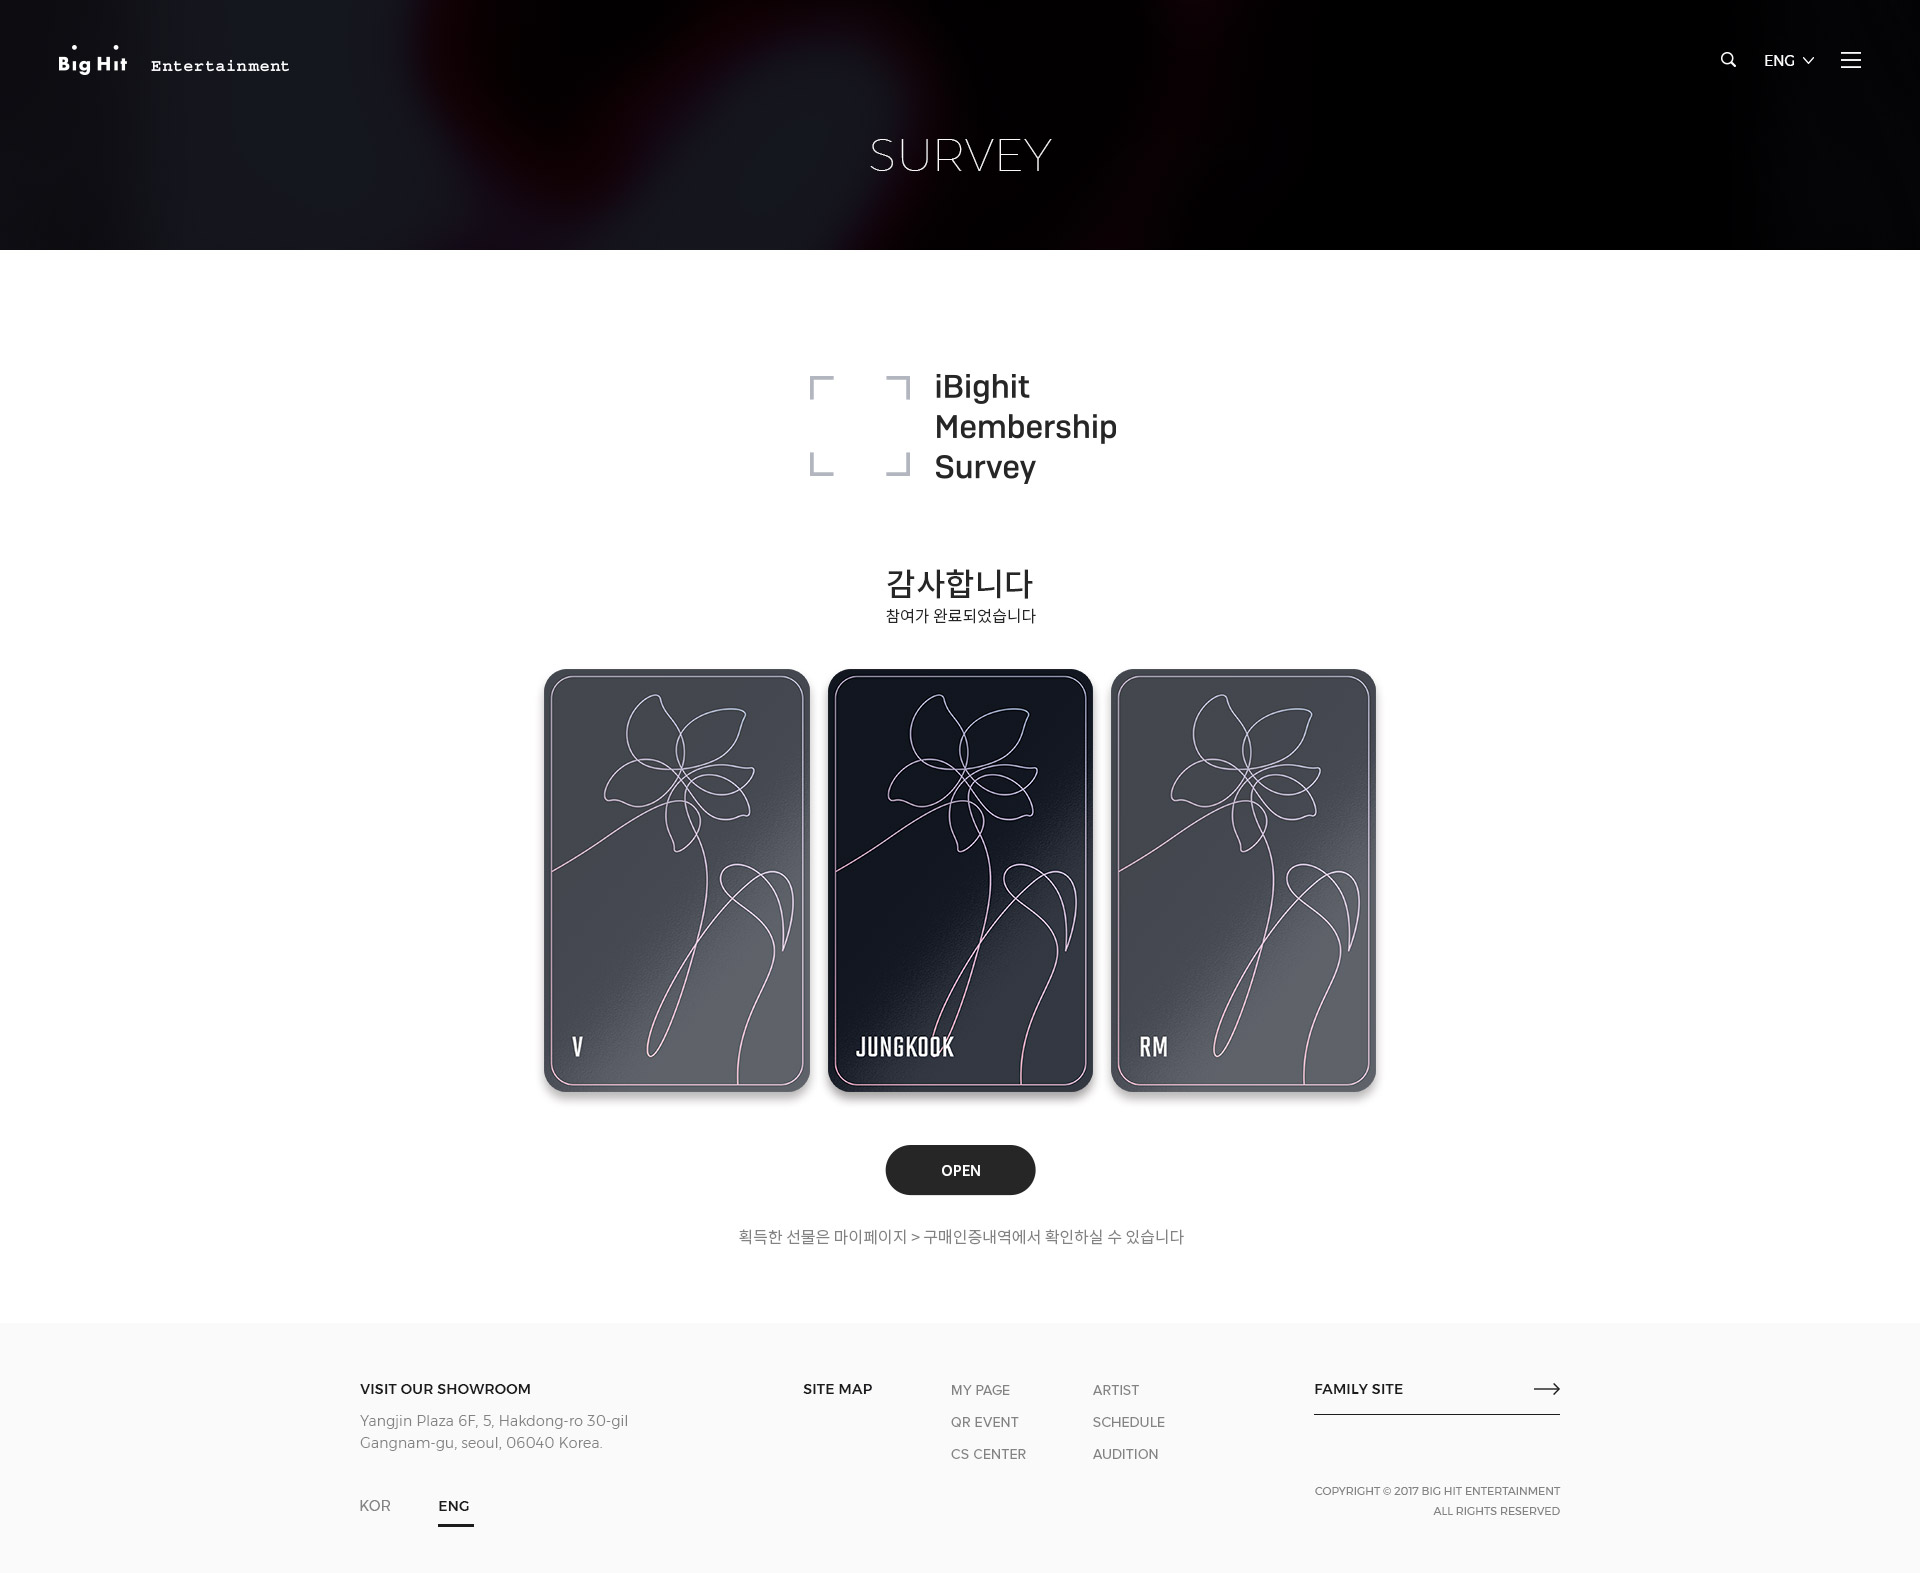 Big Hit Entertainment
ENG
SURVEY
iBighit
Membership
Survey
감사합니다
참여가 완료되었습니다
V
JUNGKOOK
RM
OPEN
획득한 선물은 마이페이지 > 구매인증내역에서 확인하실 수 있습니다
VISIT OUR SHOWROOM
Yangjin Plaza 6F, 5, Hakdong-ro 30-gil
Gangnam-gu, seoul, 06040 Korea.
KOR
ENG
SITE MAP
MY PAGE
QR EVENT
CS CENTER
ARTIST
SCHEDULE
AUDITION
FAMILY SITE
COPYRIGHT © 2017 BIG HIT ENTERTAINMENT
ALL RIGHTS RESERVED